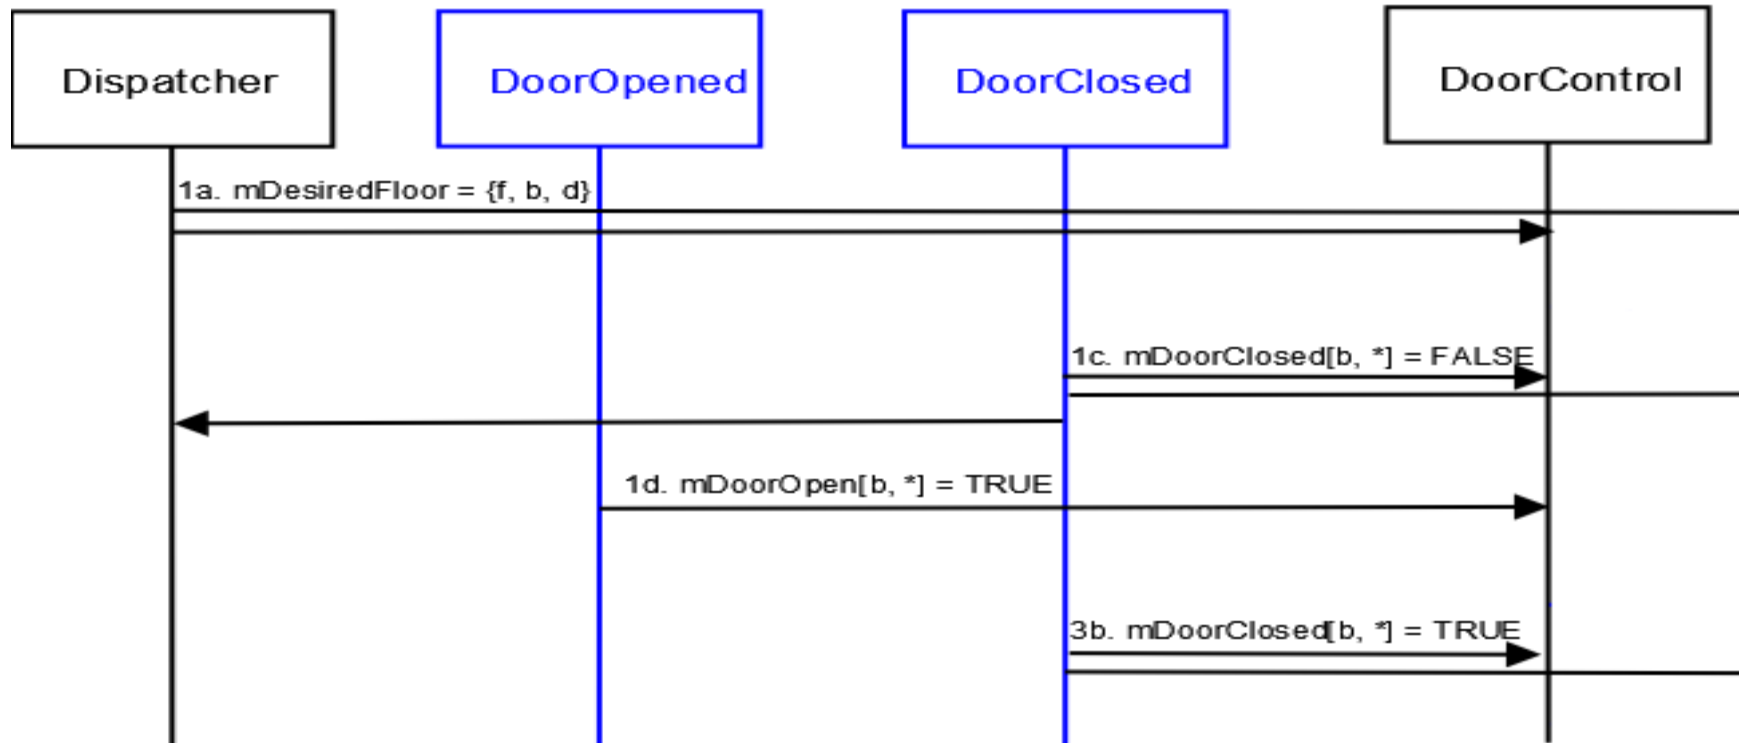 Dispatcher
DoorOpened
DoorClosed
DoorControl
1a. mDesiredFloor = {f, b, d}
1c. mDoorClosed[b, *] = FALSE
1d. mDoorOpen[b, *] = TRUE
3b. mDoorClosed[b, *] = TRUE